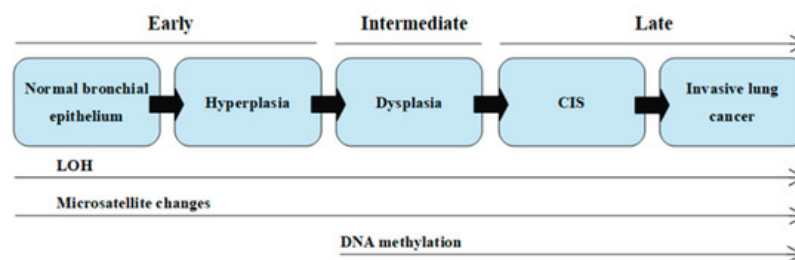 Early Intermediate Late
Normal bronchial
epithelium
Hyperplasia
Dysplasia
CIS
Invasive lung
cancer
LOH
Microsatellite changes
DNA methylation